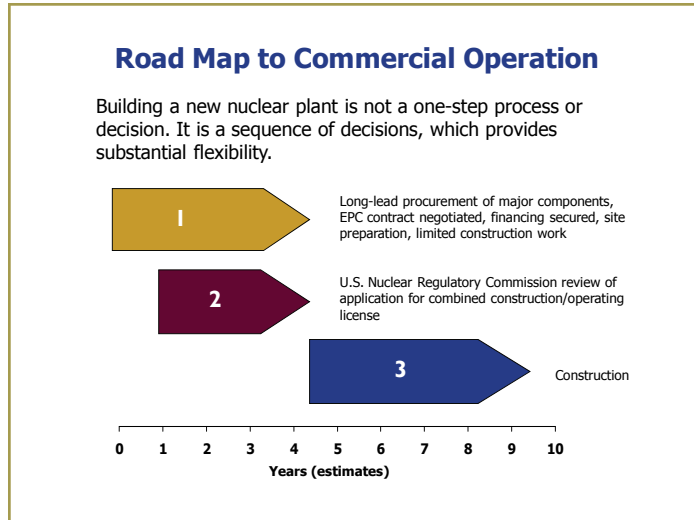 Road Map to Commercial Operation
Building a new nuclear plant is not a one-step process or
decision. It is a sequence of decisions, which provides
substantial flexibility.
1
Long-lead procurement of major components,
EPC contract negotiated, financing secured, site
preparation, limited construction work
2
U.S. Nuclear Regulatory Commission review of
application for combined construction/operating
license
3
Construction
0 1 2 3 4 5 6 7 8 9 10
Years (estimates)